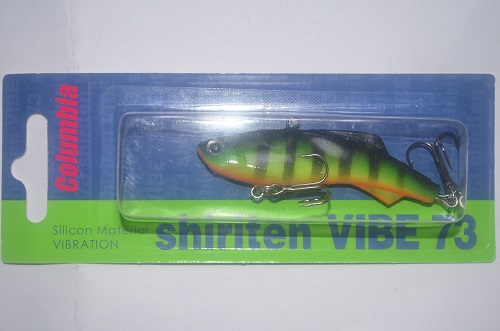 Columbia
Silicon Material
VIBRATION
shiriten VIBE 73